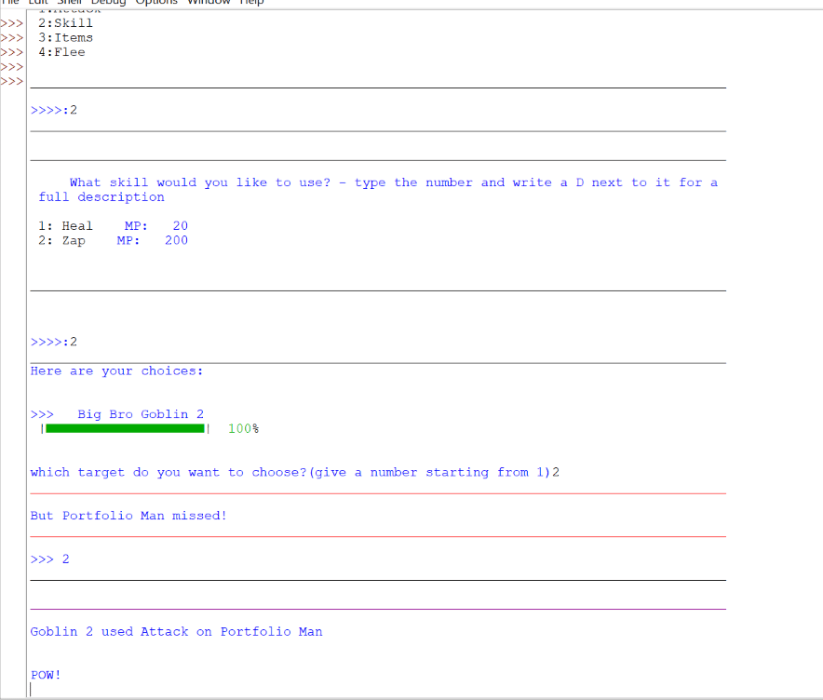 File Edit Shell Debug Options Window Help
1:Attack
>>> 2:Skill
>>> 3:Items
>>> 4:Flee
>>>
>>>
>>>>:2
What skill would you like to use? - type the number and write a D next to it for a
full description
1: Heal MP: 20
2: Zap MP: 200
>>>>:2
Here are your choices:
>>> Big Bro Goblin 2
| | 100%
which target do you want to choose?(give a number starting from 1)2
But Portfolio Man missed!
>>> 2
Goblin 2 used Attack on Portfolio Man
POW!